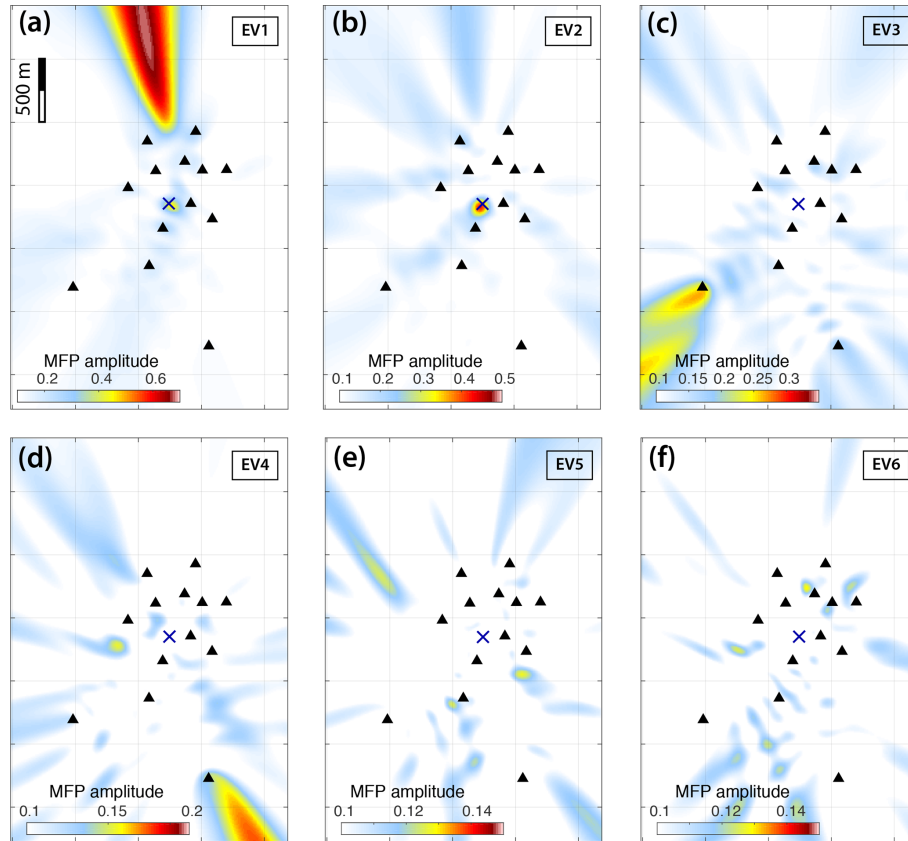 (a) EV1
500 m
MFP amplitude
0.2 0.4 0.6
(b) EV2
MFP amplitude
0.1 0.2 0.3 0.4 0.5
(c) EV3
MFP amplitude
0.1 0.15 0.2 0.25 0.3
(d) EV4
MFP amplitude
0.1 0.15 0.2
(e) EV5
MFP amplitude
0.1 0.12 0.14
(f) EV6
MFP amplitude
0.1 0.12 0.14